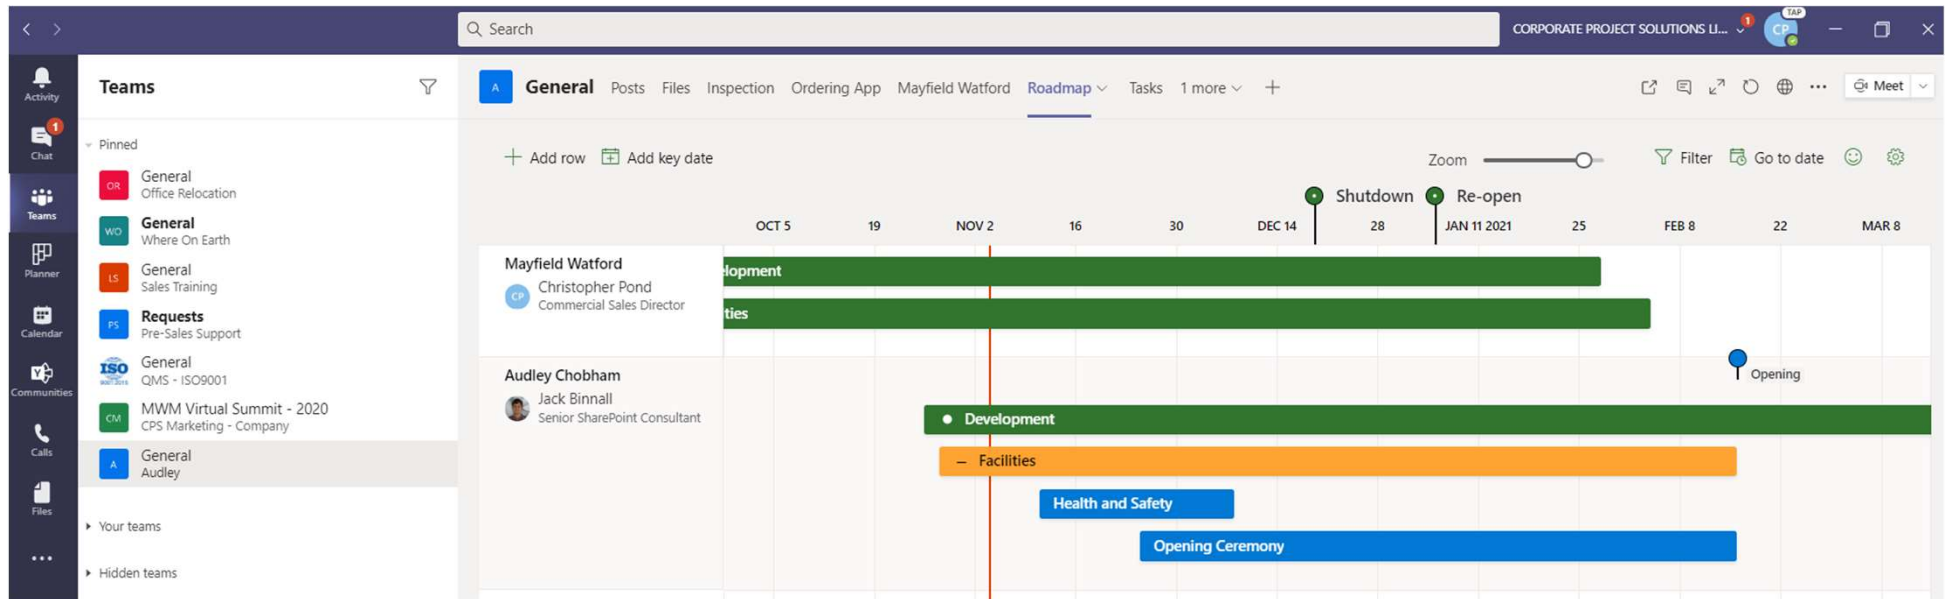 Search
CORPORATE PROJECT SOLUTIONS LI...
1
CP
TAP
Activity
1
Chat
Teams
Planner
Calendar
Communities
Calls
Files
Teams
Pinned
OR
General
Office Relocation
WO
General
Where On Earth
LS
General
Sales Training
PS
Requests
Pre-Sales Support
ISO
General
QMS - ISO9001
CM
MWM Virtual Summit - 2020
CPS Marketing - Company
A
General
Audley
Your teams
Hidden teams
A General Posts Files Inspection Ordering App Mayfield Watford Roadmap Tasks 1 more
Meet
Add row Add key date
Zoom
Filter Go to date
Shutdown Re-open
OCT 5 19 NOV 2 16 30 DEC 14 28 JAN 11 2021 25 FEB 8 22 MAR 8
Mayfield Watford
CP
Christopher Pond
Commercial Sales Director
lopment
ties
Audley Chobham
Jack Binnall
Senior SharePoint Consultant
Opening
Development
Facilities
Health and Safety
Opening Ceremony